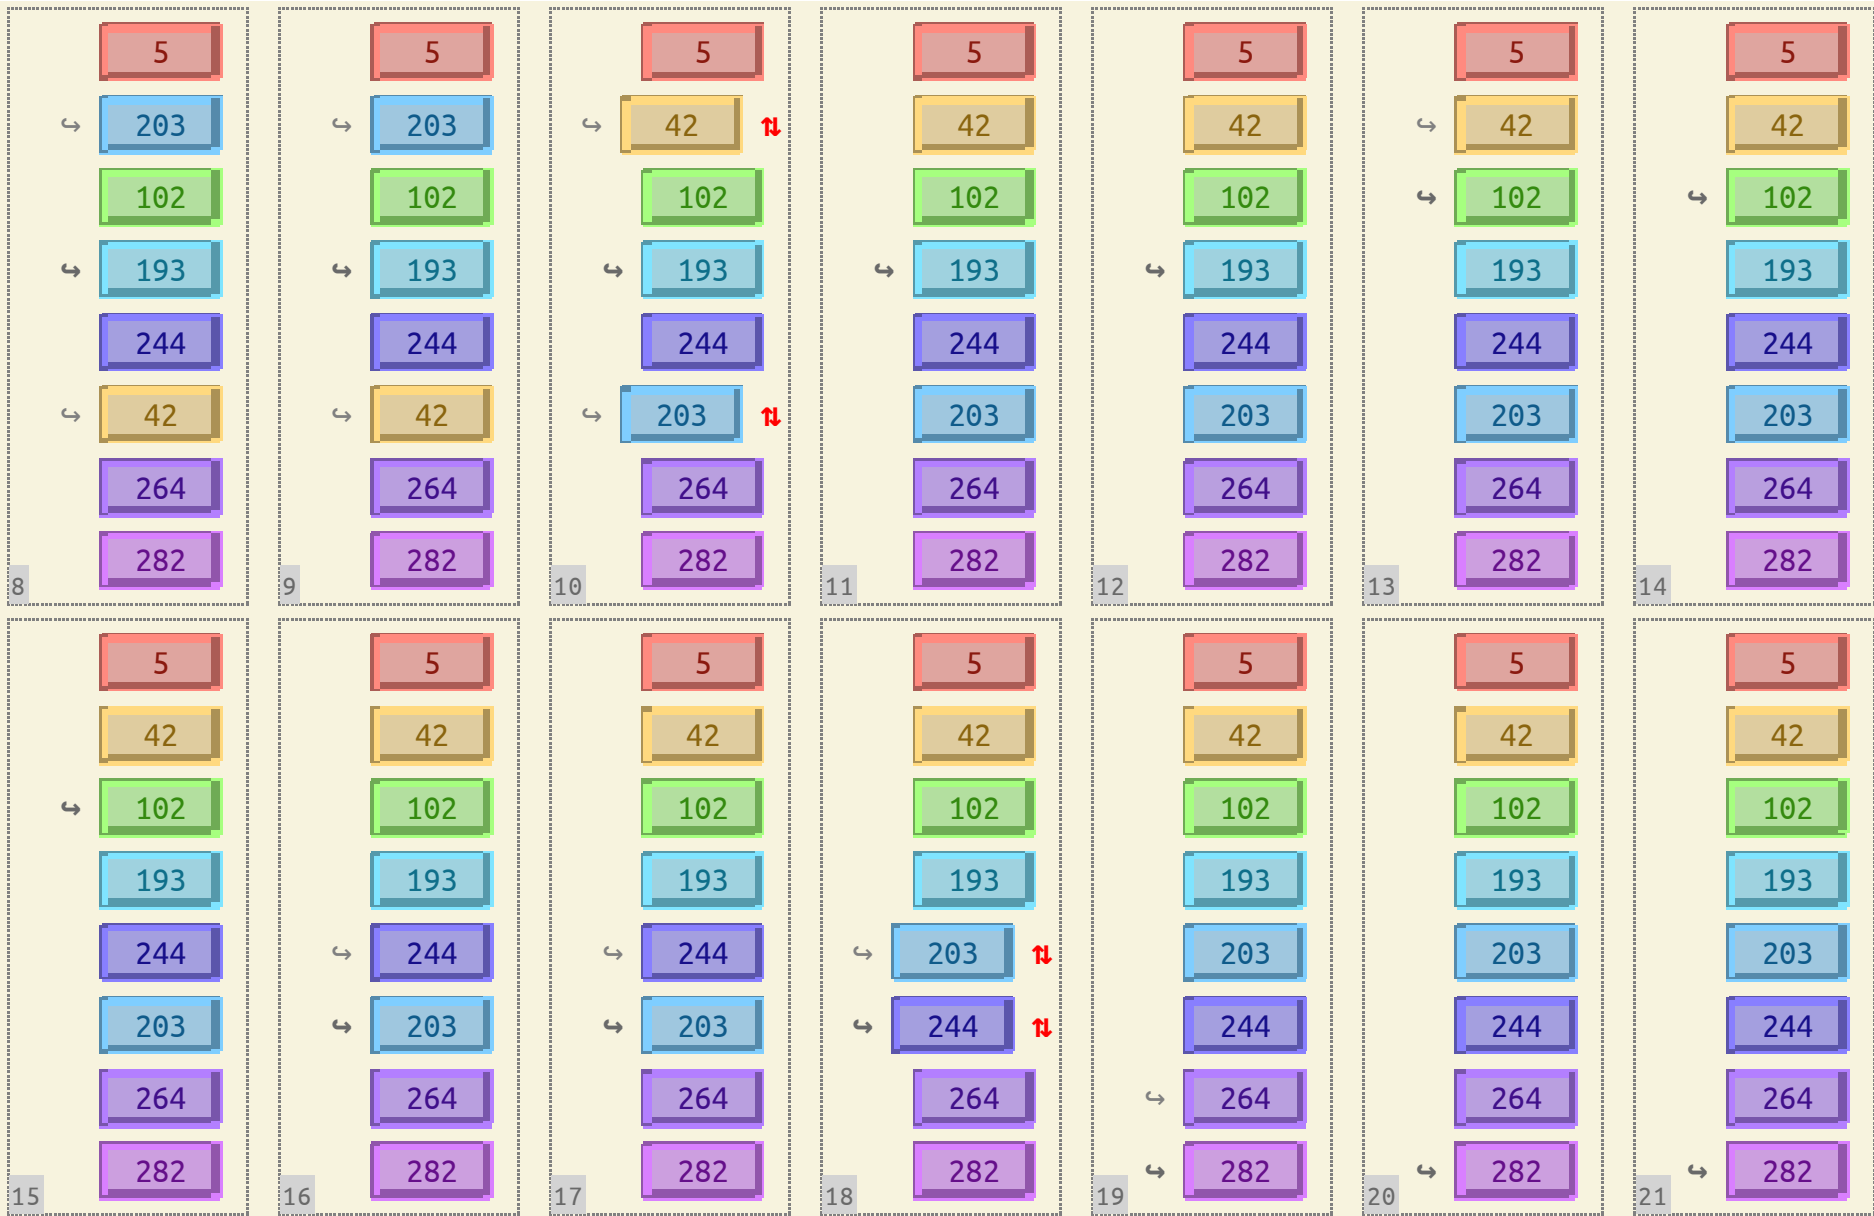 5 5 5 5 5 5 5
↪ 203 ↪ 203 ↪ 42 ⇅ 42 42 ↪ 42 42
102 102 102 102 102 ↪ 102 ↪ 102
↪ 193 ↪ 193 ↪ 193 ↪ 193 ↪ 193 193 193
244 244 244 244 244 244 244
↪ 42 ↪ 42 ↪ 203 ⇅ 203 203 203 203
264 264 264 264 264 264 264
282 282 282 282 282 282 282
8 9 10 11 12 13 14
5 5 5 5 5 5 5
42 42 42 42 42 42 42
↪ 102 102 102 102 102 102 102
193 193 193 193 193 193 193
244 ↪ 244 ↪ 244 ↪ 203 ⇅ 203 203 203
203 ↪ 203 ↪ 203 ↪ 244 ⇅ 244 244 244
264 264 264 264 ↪ 264 264 264
282 282 282 282 ↪ 282 ↪ 282 ↪ 282
15 16 17 18 19 20 21